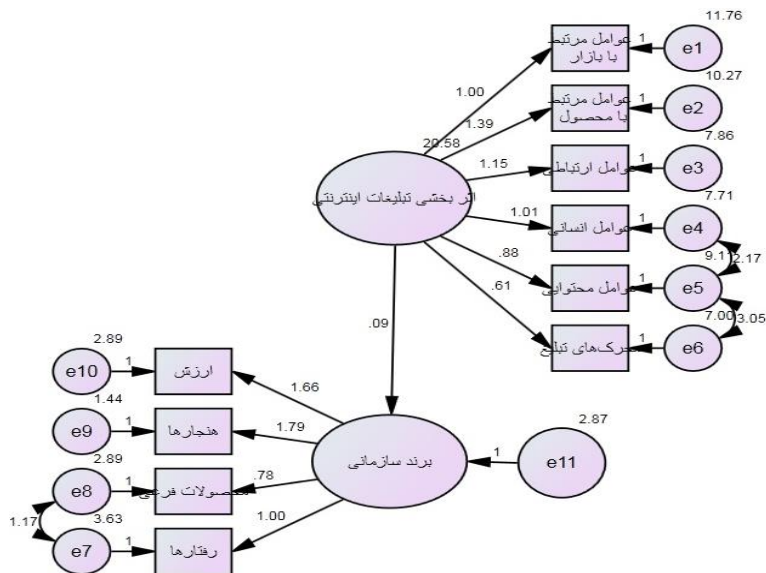 11.76
عوامل مرتبط
با بازار
1
e1
1.00
10.27
عوامل مرتبط
با محصول
1
e2
1.39
20.58
7.86
عوامل ارتباطی
1
e3
1.15
اثر بخشی تبلیغات اینترنتی
7.71
عوامل انسانی
1
e4
1.01
9.11
2.17
عوامل محتوایی
1
e5
.88
7.00
3.05
محرک‌های تبلیغ
1
e6
.61
.09
2.89
e10
1
ارزش
1.66
1.44
e9
1
هنجارها
1.79
برند سازمانی
1
e11
2.87
2.89
e8
1
محصولات فرعی
.78
1.17
3.63
e7
1
رفتارها
1.00